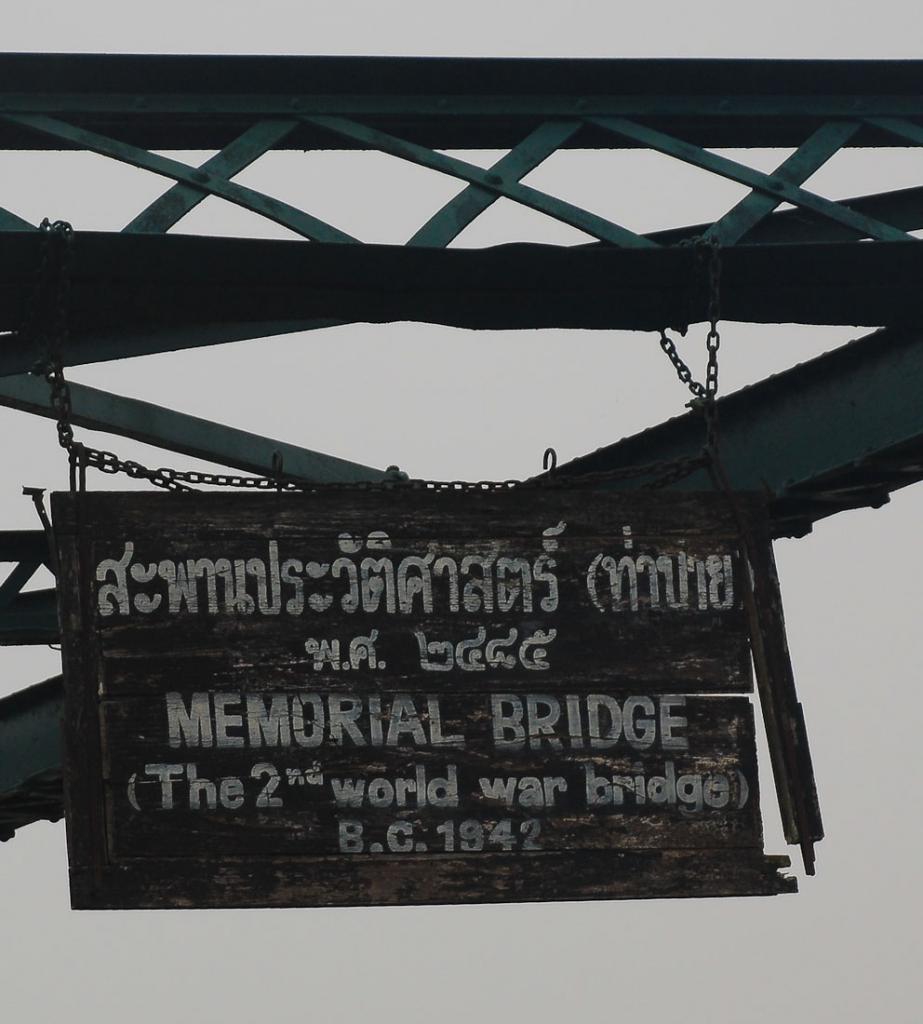 สะพานประวัติศาสตร์ (ท่าปาย
พ.ศ. ๒๔๘๕
MEMORIAL BRIDGE
(The 2nd world war bridge)
B.C. 1942